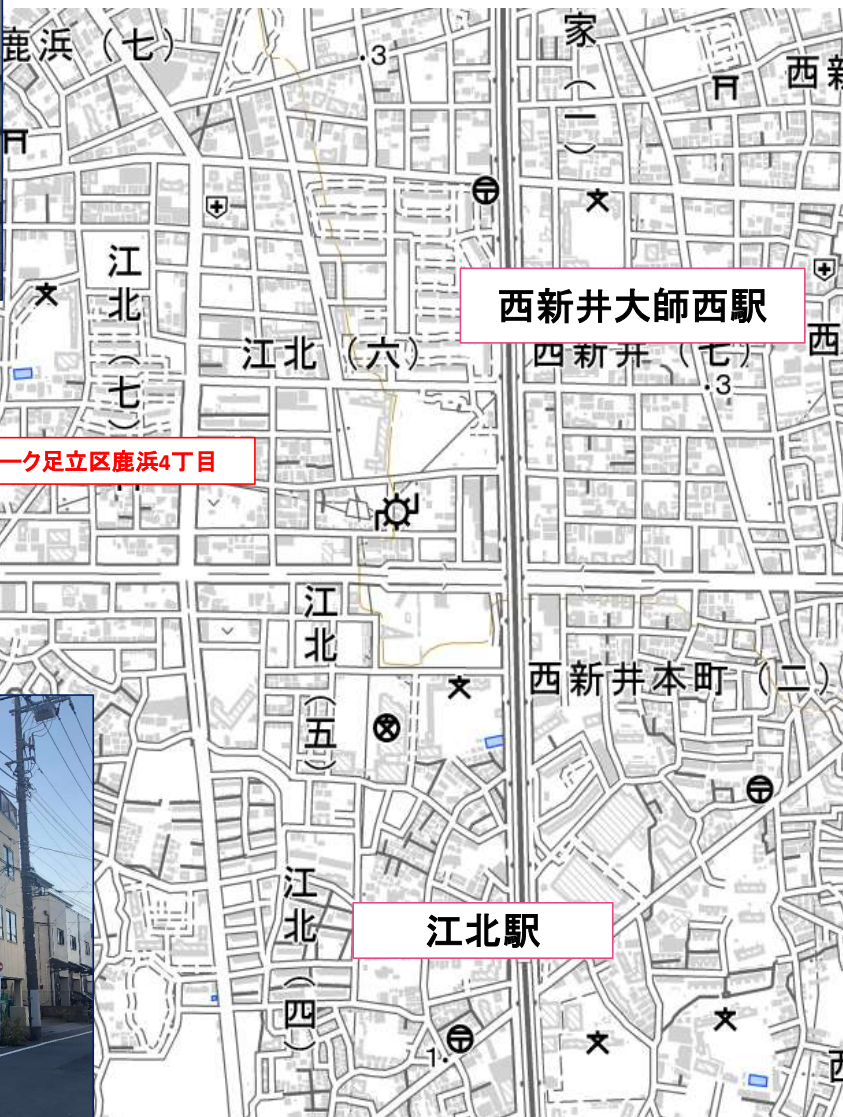 鹿浜（七）
.3
家（一）
西新
西新井大師西駅
江北（七）
江北（六）
西新井（七）
西
.3
ーク足立区鹿浜4丁目
江北（五）
西新井本町（二）
江北（四）
江北駅
1.
西